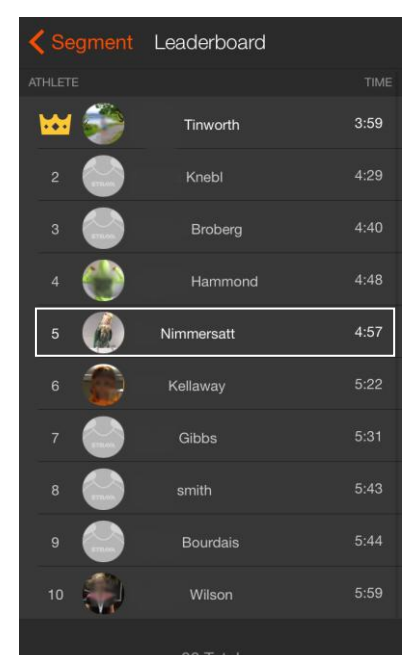 Segment Leaderboard
ATHLETE TIME
Tinworth 3:59
2 Knebl 4:29
3 Broberg 4:40
4 Hammond 4:48
5 Nimmersatt 4:57
6 Kellaway 5:22
7 Gibbs 5:31
8 smith 5:43
9 Bourdais 5:44
10 Wilson 5:59